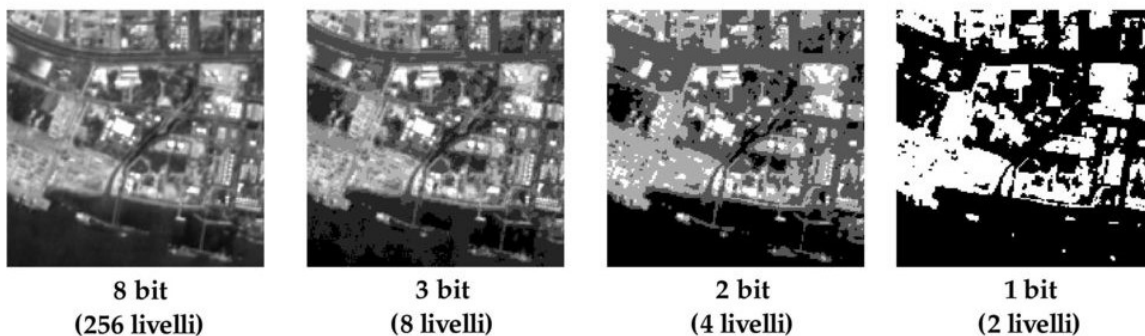 8 bit
(256 livelli)
3 bit
(8 livelli)
2 bit
(4 livelli)
1 bit
(2 livelli)